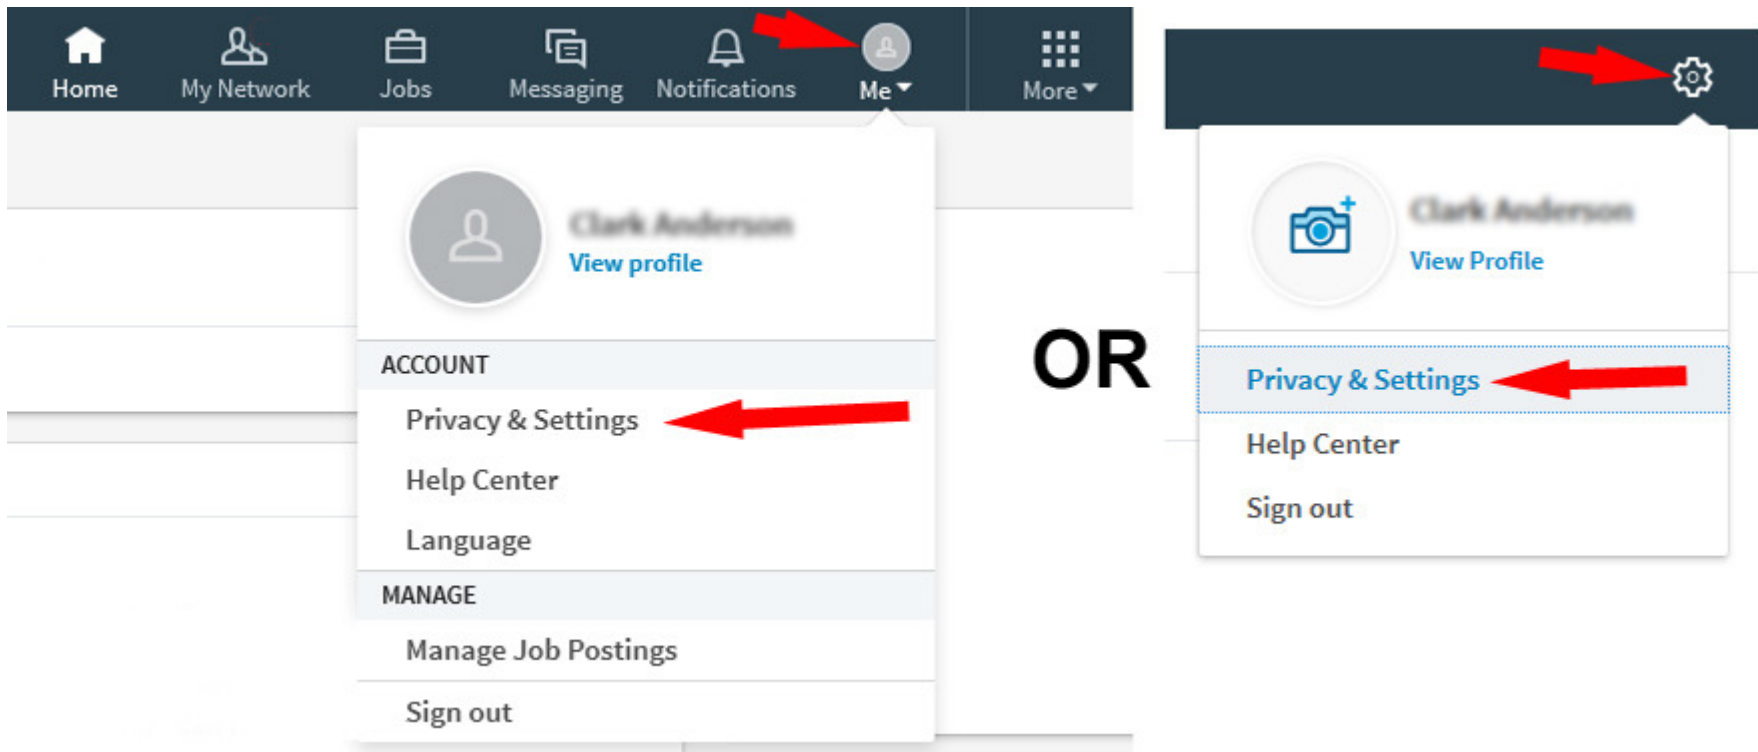 Home
My Network
Jobs
Messaging
Notifications
Me
More
View profile
ACCOUNT
Privacy & Settings
Help Center
Language
MANAGE
Manage Job Postings
Sign out
OR
View Profile
Privacy & Settings
Help Center
Sign out